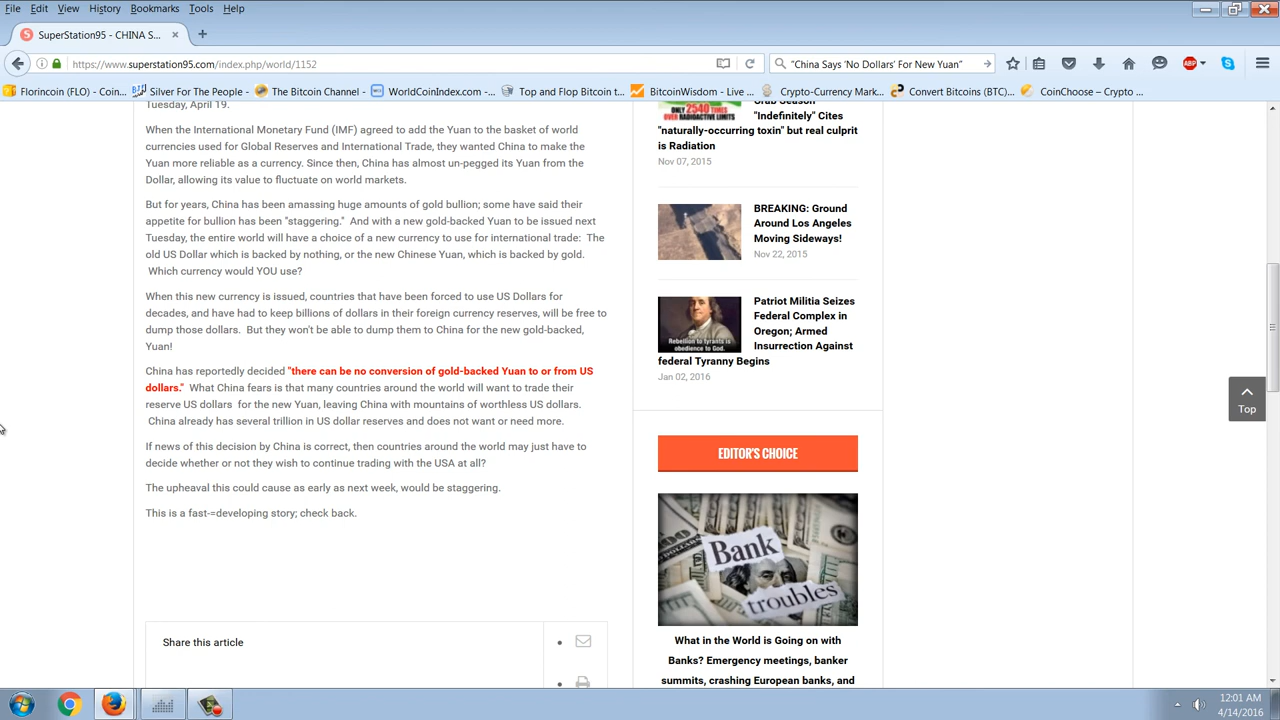 File Edit View History Bookmarks Tools Help
SuperStation95 - CHINA S...
https://www.superstation95.com/index.php/world/1152
"China Says 'No Dollars' For New Yuan"
Florincoin (FLO) - Coin...
Silver For The People -
The Bitcoin Channel -
WorldCoinIndex.com -...
Top and Flop Bitcoin t...
BitcoinWisdom - Live ...
Crypto-Currency Mark...
Convert Bitcoins (BTC)...
CoinChoose – Crypto ...
Tuesday, April 19.
When the International Monetary Fund (IMF) agreed to add the Yuan to the basket of world
currencies used for Global Reserves and International Trade, they wanted China to make the
Yuan more reliable as a currency. Since then, China has almost un-pegged its Yuan from the
Dollar, allowing its value to fluctuate on world markets.
But for years, China has been amassing huge amounts of gold bullion; some have said their
appetite for bullion has been "staggering." And with a new gold-backed Yuan to be issued next
Tuesday, the entire world will have a choice of a new currency to use for international trade: The
old US Dollar which is backed by nothing, or the new Chinese Yuan, which is backed by gold.
Which currency would YOU use?
When this new currency is issued, countries that have been forced to use US Dollars for
decades, and have had to keep billions of dollars in their foreign currency reserves, will be free to
dump those dollars. But they won't be able to dump them to China for the new gold-backed,
Yuan!
China has reportedly decided "there can be no conversion of gold-backed Yuan to or from US
dollars." What China fears is that many countries around the world will want to trade their
reserve US dollars for the new Yuan, leaving China with mountains of worthless US dollars.
China already has several trillion in US dollar reserves and does not want or need more.
If news of this decision by China is correct, then countries around the world may just have to
decide whether or not they wish to continue trading with the USA at all?
The upheaval this could cause as early as next week, would be staggering.
This is a fast-=developing story; check back.
Share this article
ONLY 2540 TIMES
OVER RADIOACTIVE LIMITS
Crab Season
"Indefinitely" Cites
"naturally-occurring toxin" but real culprit
is Radiation
Nov 07, 2015
BREAKING: Ground
Around Los Angeles
Moving Sideways!
Nov 22, 2015
Rebellion to tyrants is
obedience to God.
Patriot Militia Seizes
Federal Complex in
Oregon; Armed
Insurrection Against
federal Tyranny Begins
Jan 02, 2016
EDITOR'S CHOICE
Bank
troubles
What in the World is Going on with
Banks? Emergency meetings, banker
summits, crashing European banks, and
Top
12:01 AM
4/14/2016